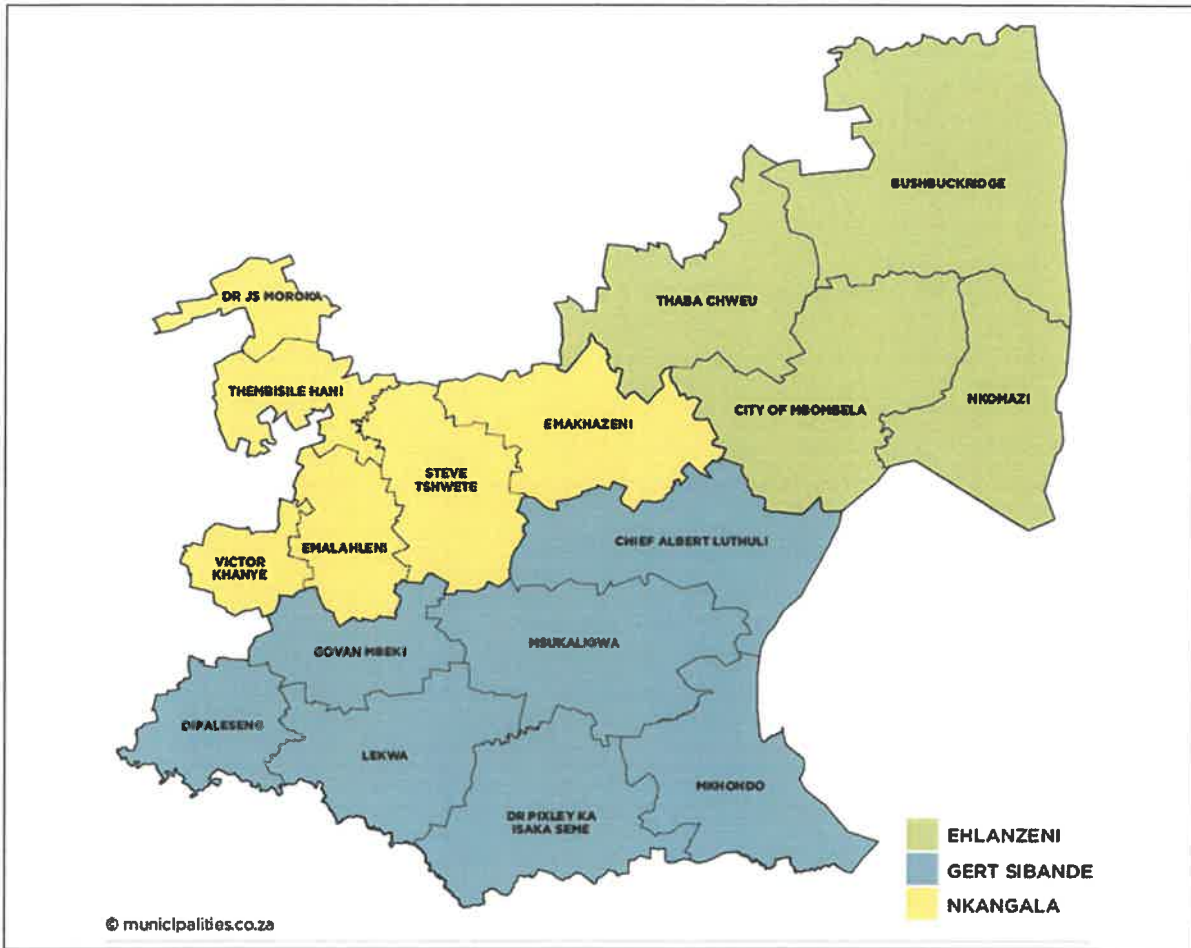 BUSHBUCKRIDGE
THABA CHWEU
DR JS MOROKA
THEMBISILE HANI
CITY OF MBOMBELA
NKOMAZI
EMAKHAZENI
STEVE
TSHWETE
CHIEF ALBERT LUTHULI
EMALAHLENI
VICTOR
KHANYE
GOVAN MBEKI
MSUKALIGWA
DIPALESENG
LEKWA
MKHONDO
DR PIXLEY KA
ISAKA SEME
EHLANZENI
GERT SIBANDE
NKANGALA
© municipalities.co.za